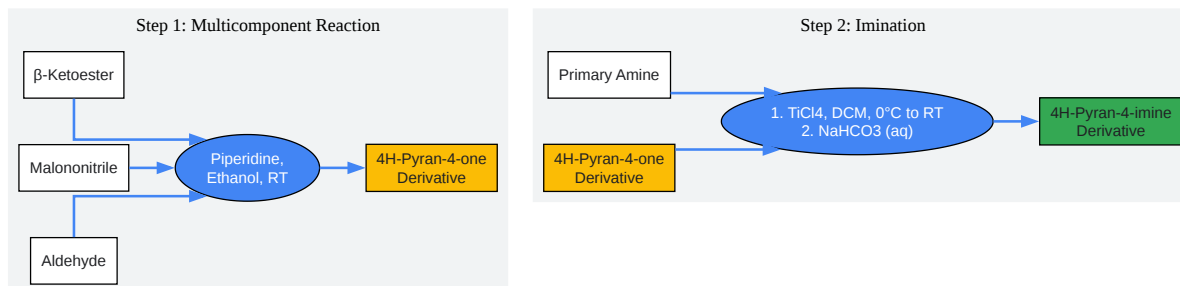 Step 1: Multicomponent Reaction
β-Ketoester
Malononitrile
Aldehyde
Piperidine,
Ethanol, RT
4H-Pyran-4-one
Derivative
Step 2: Imination
Primary Amine
4H-Pyran-4-one
Derivative
1. TiCl4, DCM, 0°C to RT
2. NaHCO3 (aq)
4H-Pyran-4-imine
Derivative